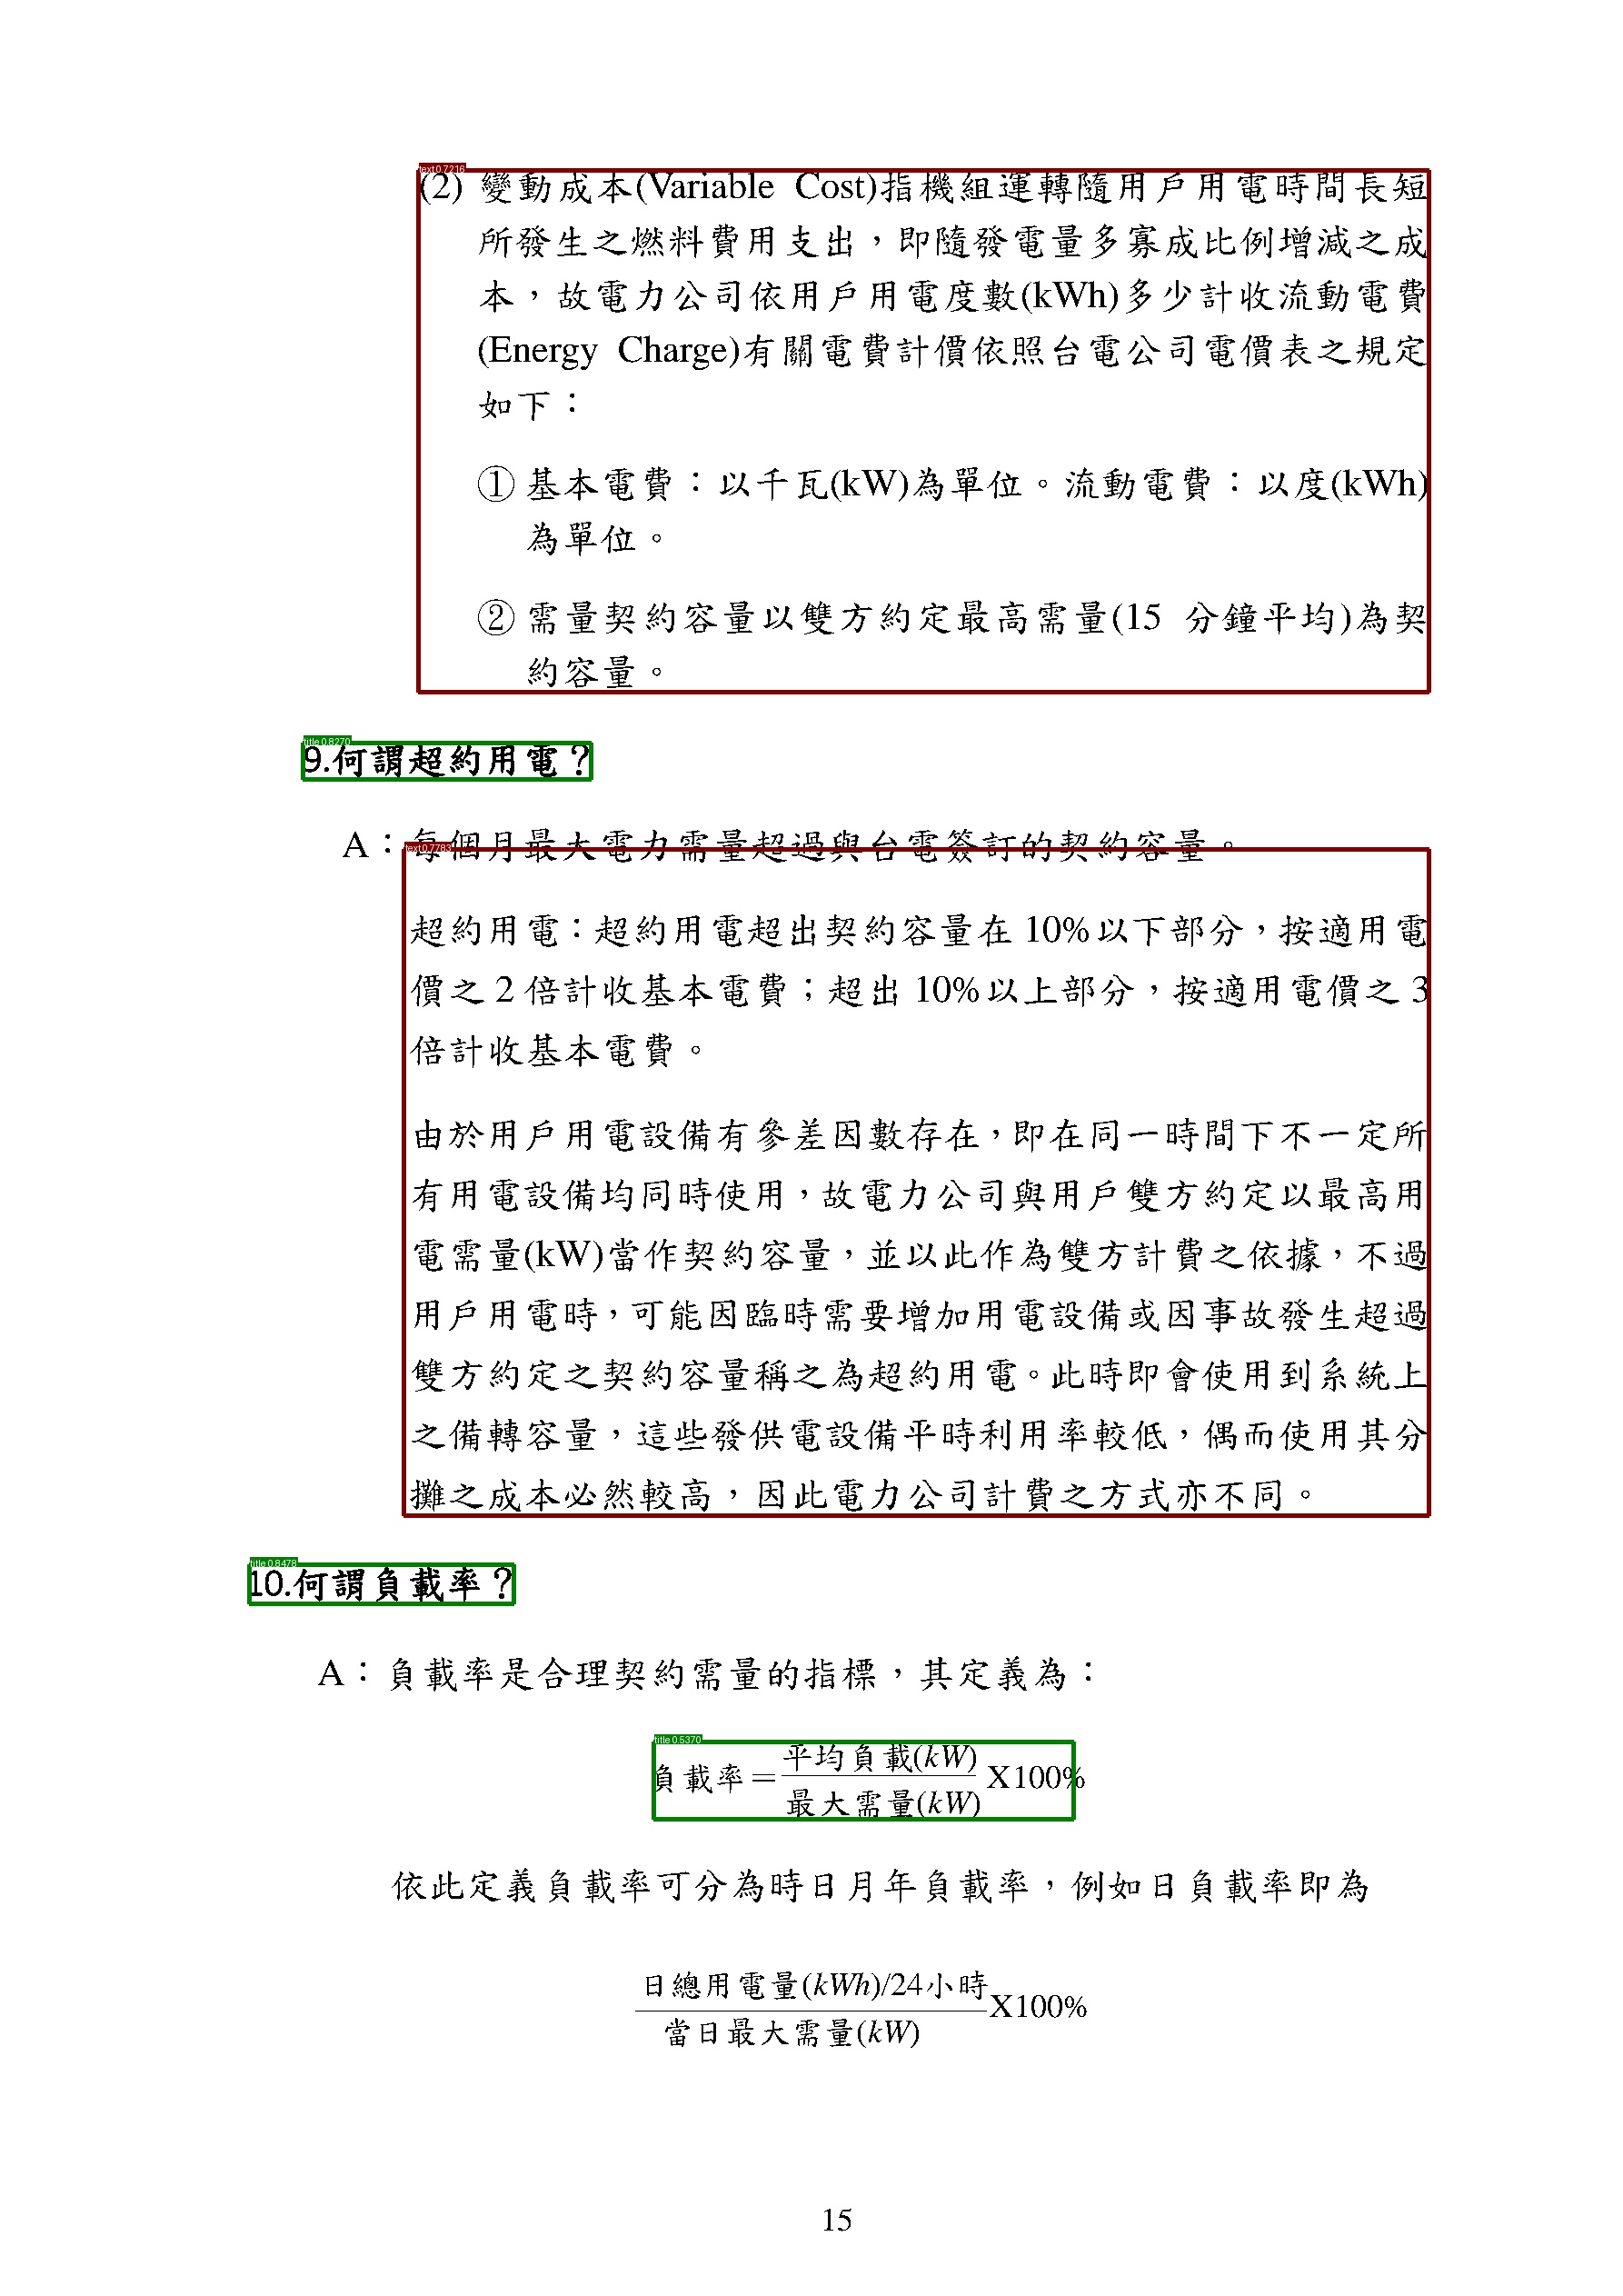 text 0.7216
(2) 變動成本(Variable Cost)指機組運轉隨用戶用電時間長短
所發生之燃料費用支出，即隨發電量多寡成比例增減之成
本，故電力公司依用戶用電度數(kWh)多少計收流動電費
(Energy Charge)有關電費計價依照台電公司電價表之規定
如下：
① 基本電費：以千瓦(kW)為單位。流動電費：以度(kWh)
為單位。
② 需量契約容量以雙方約定最高需量(15 分鐘平均)為契
約容量。
title 0.8270
9.何謂超約用電？
A：每個月最大電力需量超過與台電簽訂的契約容量。
text 0.7783
超約用電：超約用電超出契約容量在 10%以下部分，按適用電
價之 2 倍計收基本電費；超出 10%以上部分，按適用電價之 3
倍計收基本電費。
由於用戶用電設備有參差因數存在，即在同一時間下不一定所
有用電設備均同時使用，故電力公司與用戶雙方約定以最高用
電需量(kW)當作契約容量，並以此作為雙方計費之依據，不過
用戶用電時，可能因臨時需要增加用電設備或因事故發生超過
雙方約定之契約容量稱之為超約用電。此時即會使用到系統上
之備轉容量，這些發供電設備平時利用率較低，偶而使用其分
攤之成本必然較高，因此電力公司計費之方式亦不同。
title 0.8478
10.何謂負載率？
A：負載率是合理契約需量的指標，其定義為：
title 0.5370
平均負載(kW)
負載率＝ X100%
最大需量(kW)
依此定義負載率可分為時日月年負載率，例如日負載率即為
日總用電量(kWh)/24小時
X100%
當日最大需量(kW)
15